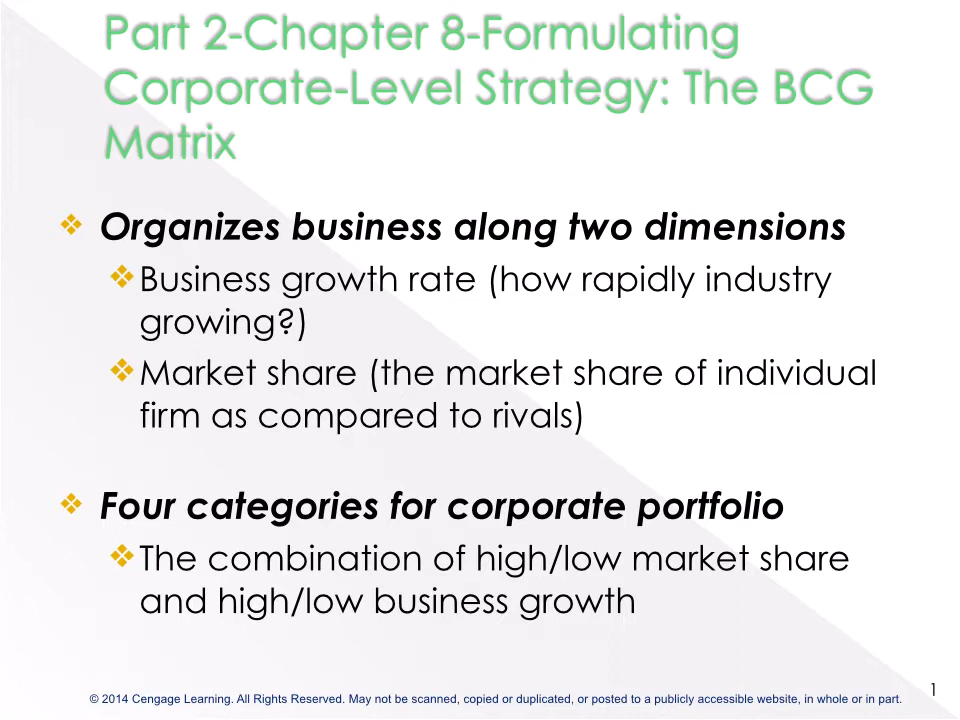 Part 2-Chapter 8-Formulating
Corporate-Level Strategy: The BCG
Matrix
Organizes business along two dimensions
Business growth rate (how rapidly industry
growing?)
Market share (the market share of individual
firm as compared to rivals)
Four categories for corporate portfolio
The combination of high/low market share
and high/low business growth
© 2014 Cengage Learning. All Rights Reserved. May not be scanned, copied or duplicated, or posted to a publicly accessible website, in whole or in part.
1